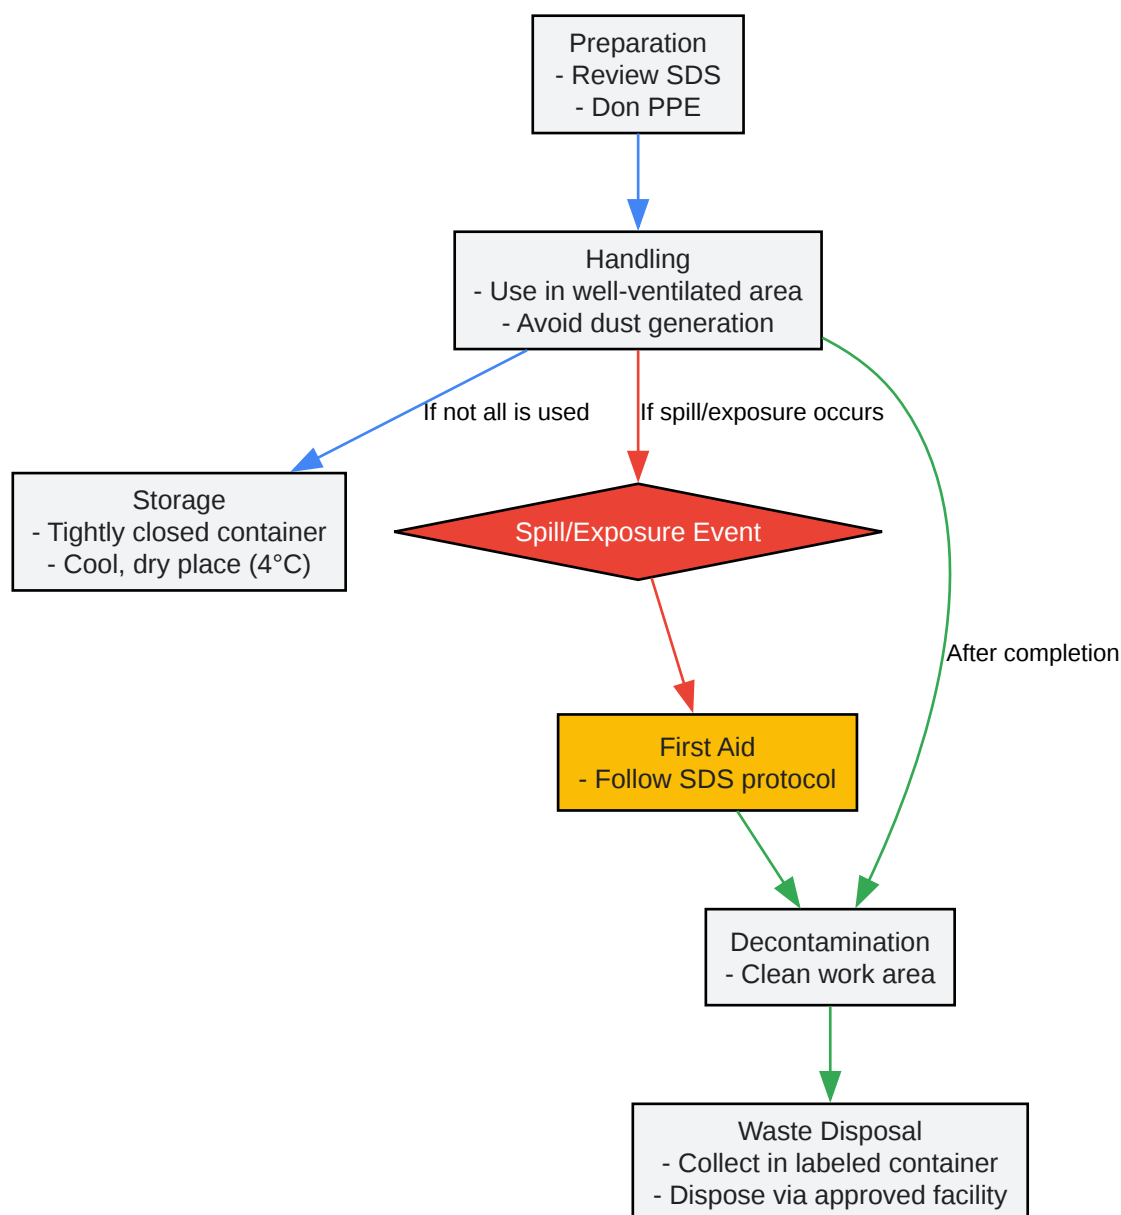 Preparation
- Review SDS
- Don PPE
Handling
- Use in well-ventilated area
- Avoid dust generation
If not all is used
If spill/exposure occurs
Storage
- Tightly closed container
- Cool, dry place (4°C)
Spill/Exposure Event
After completion
First Aid
- Follow SDS protocol
Decontamination
- Clean work area
Waste Disposal
- Collect in labeled container
- Dispose via approved facility